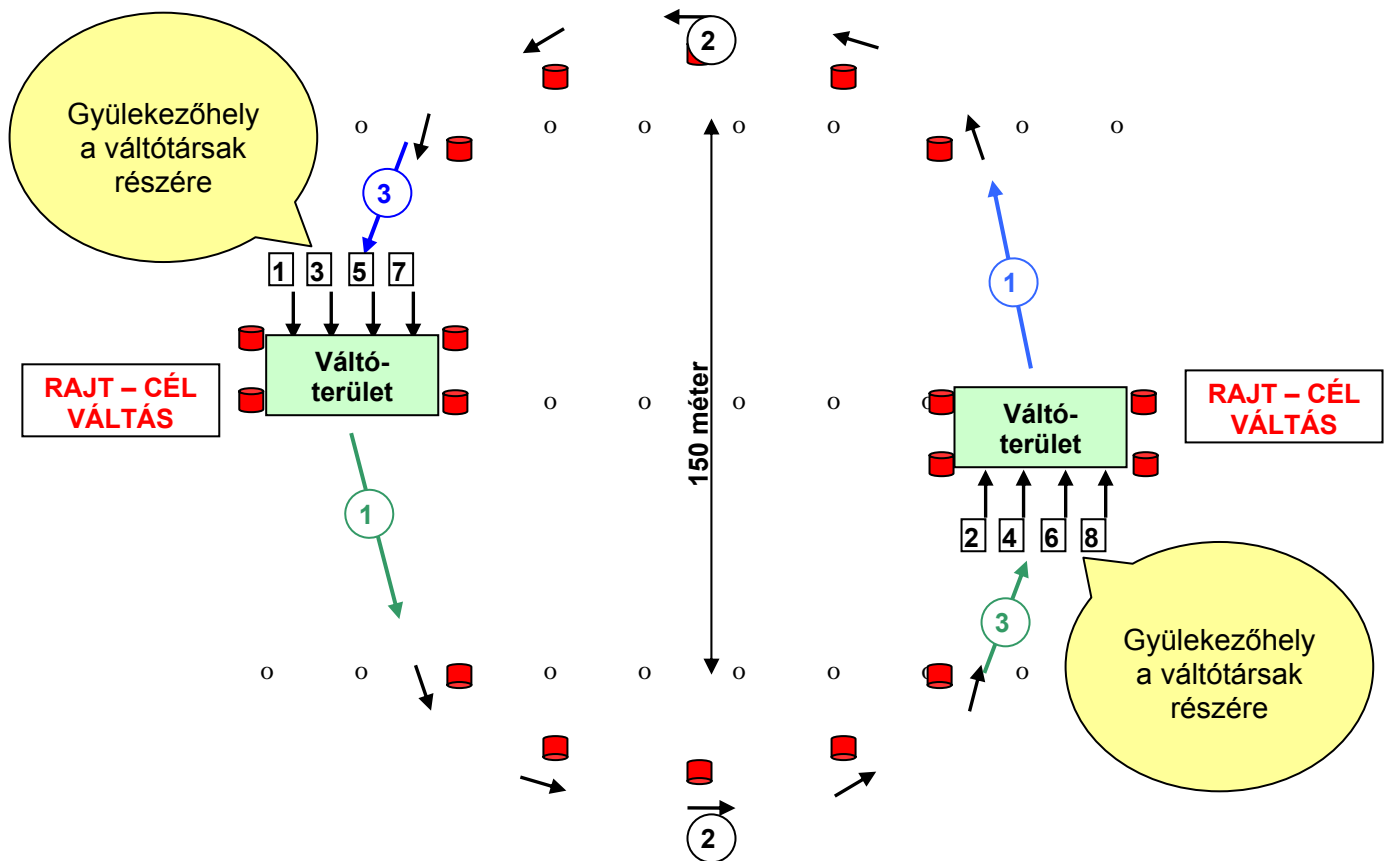 2
Gyülekezőhely
a váltótársak
részére
o o o o o o o
3
1 3 5 7
1
Váltó-
terület
RAJT – CÉL
VÁLTÁS
o o o o
150 méter
Váltó-
terület
RAJT – CÉL
VÁLTÁS
1
2 4 6 8
3
Gyülekezőhely
a váltótársak
részére
o o o o o o o o
2